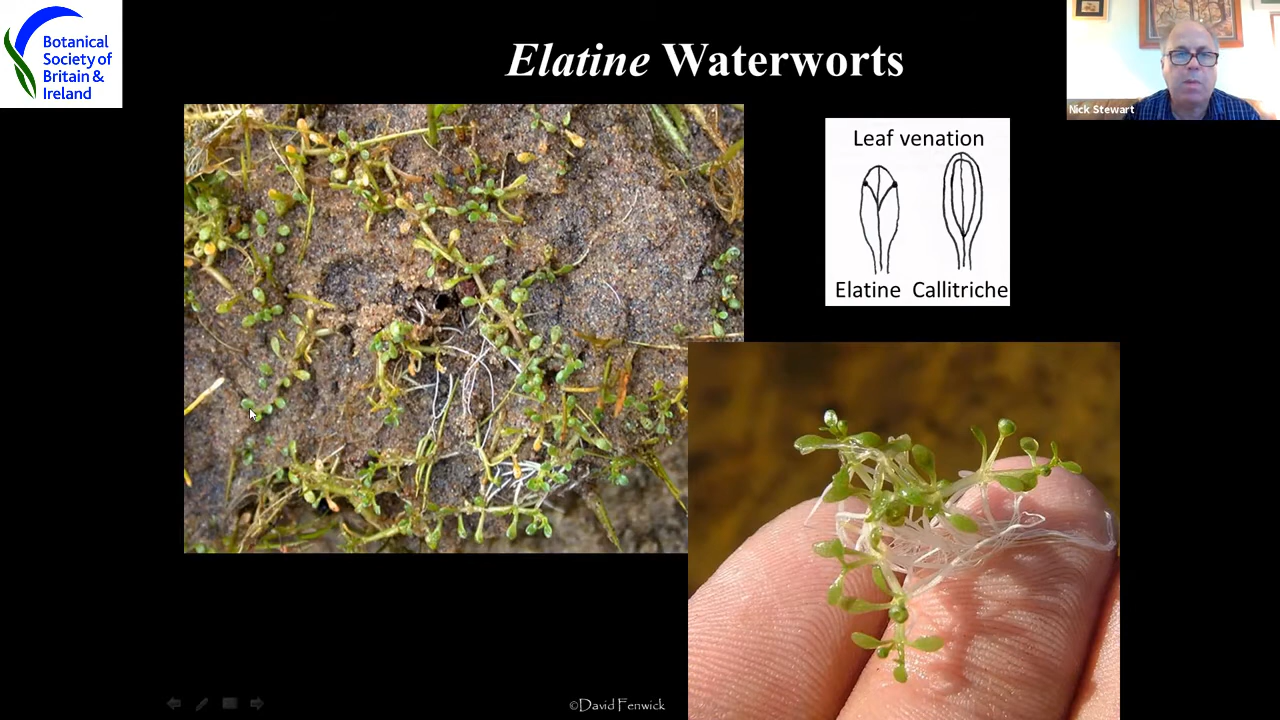 Botanical
Society of
Britain &
Ireland
Elatine Waterworts
Nick Stewart
Leaf venation
Elatine Callitriche
©David Fenwick